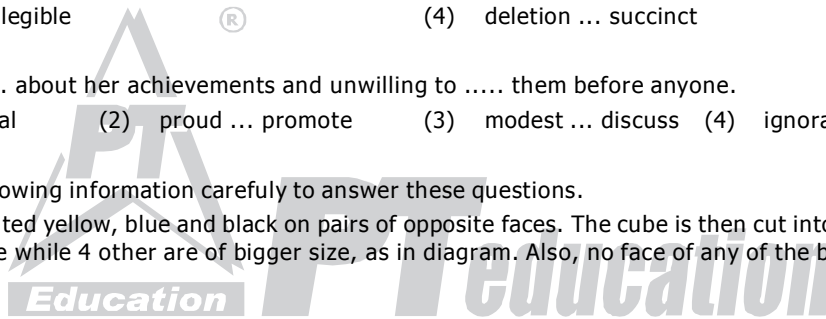 legible (4) deletion ... succinct
. about her achievements and unwilling to ..... them before anyone.
al (2) proud ... promote (3) modest ... discuss (4) ignora
owing information carefuly to answer these questions.
ted yellow, blue and black on pairs of opposite faces. The cube is then cut into
e while 4 other are of bigger size, as in diagram. Also, no face of any of the b
®
PT
Education
PTeducation